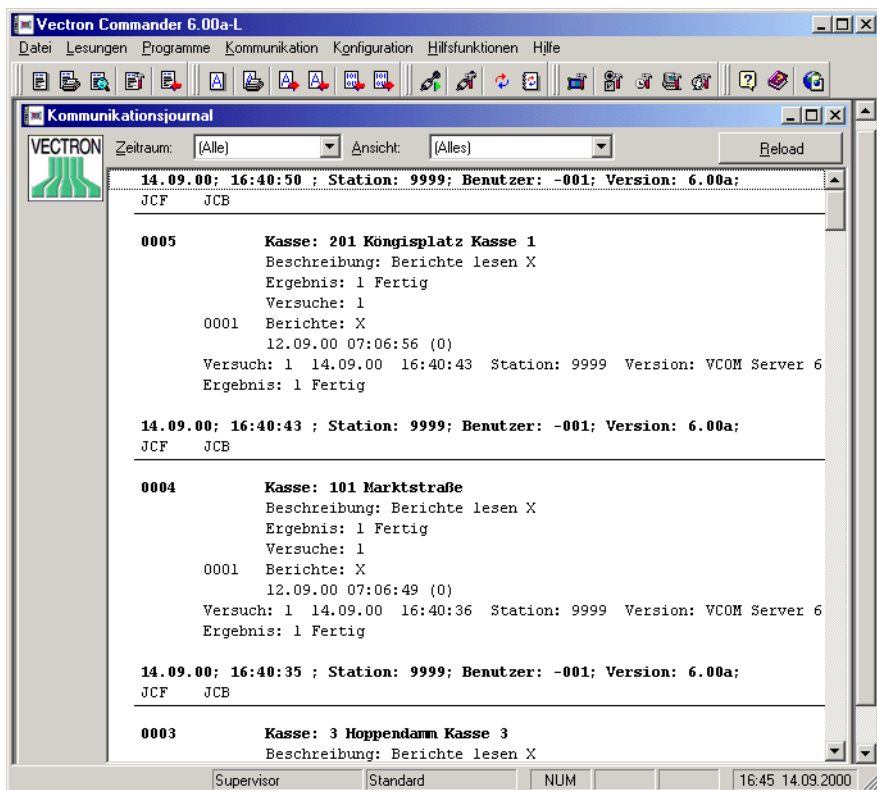 Vectron Commander 6.00a-L
Datei Lesungen Programme Kommunikation Konfiguration Hilfsfunktionen Hilfe
Kommunikationsjournal
VECTRON Zeitraum: (Alle) Ansicht: (Alles) Reload
14.09.00; 16:40:50 ; Station: 9999; Benutzer: -001; Version: 6.00a;
JCF JCB
0005 Kasse: 201 Köngisplatz Kasse 1
Beschreibung: Berichte lesen X
Ergebnis: 1 Fertig
Versuche: 1
0001 Berichte: X
12.09.00 07:06:56 (0)
Versuch: 1 14.09.00 16:40:43 Station: 9999 Version: VCOM Server 6
Ergebnis: 1 Fertig
14.09.00; 16:40:43 ; Station: 9999; Benutzer: -001; Version: 6.00a;
JCF JCB
0004 Kasse: 101 Marktstraße
Beschreibung: Berichte lesen X
Ergebnis: 1 Fertig
Versuche: 1
0001 Berichte: X
12.09.00 07:06:49 (0)
Versuch: 1 14.09.00 16:40:36 Station: 9999 Version: VCOM Server 6
Ergebnis: 1 Fertig
14.09.00; 16:40:35 ; Station: 9999; Benutzer: -001; Version: 6.00a;
JCF JCB
0003 Kasse: 3 Hoppendamm Kasse 3
Beschreibung: Berichte lesen X
Supervisor Standard NUM 16:45 14.09.2000